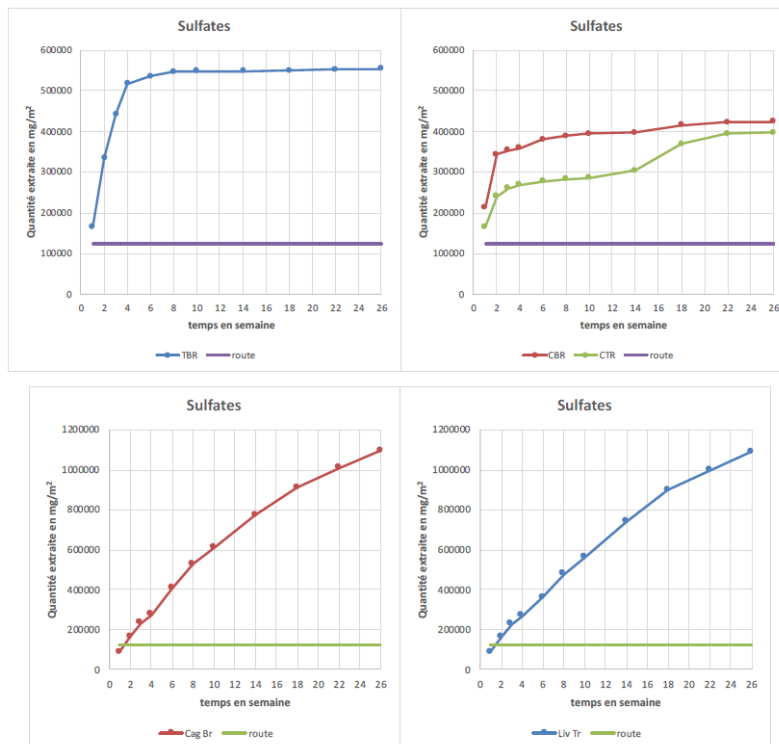 Sulfates
Quantité extraite en mg/m²
600000
500000
400000
300000
200000
100000
0
0 2 4 6 8 10 12 14 16 18 20 22 24 26
temps en semaine
TBR route
Sulfates
Quantité extraite en mg/m²
600000
500000
400000
300000
200000
100000
0
0 2 4 6 8 10 12 14 16 18 20 22 24 26
temps en semaine
CBR CTR route
Sulfates
Quantité extraite en mg/m²
1200000
1000000
800000
600000
400000
200000
0
0 2 4 6 8 10 12 14 16 18 20 22 24 26
temps en semaine
Cag Br route
Sulfates
Quantité extraite en mg/m²
1200000
1000000
800000
600000
400000
200000
0
0 2 4 6 8 10 12 14 16 18 20 22 24 26
temps en semaine
Liv Tr route